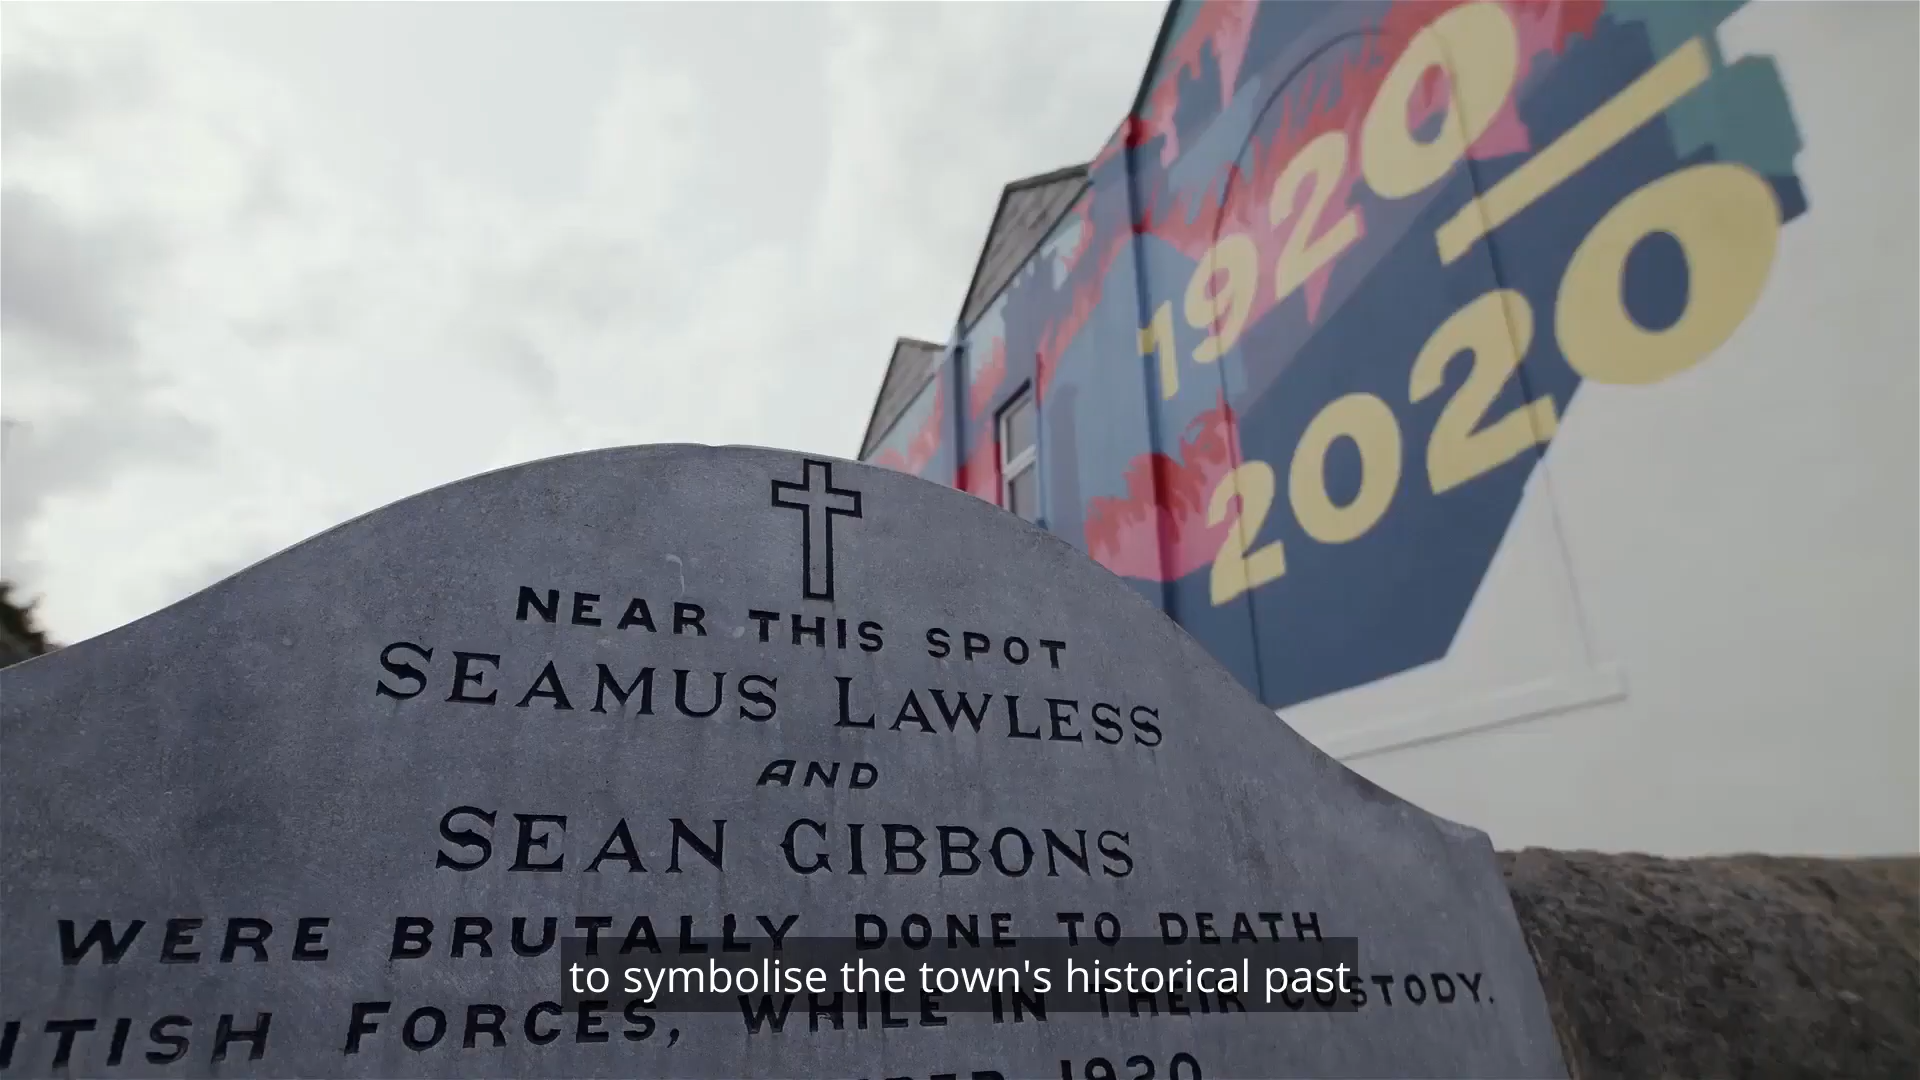 1920
2020
NEAR THIS SPOT
SEAMUS LAWLESS
AND
SEAN GIBBONS
WERE BRUTALLY DONE TO DEATH
FORCES, WHILE IN THEIR CUSTODY.
1920
to symbolise the town's historical past